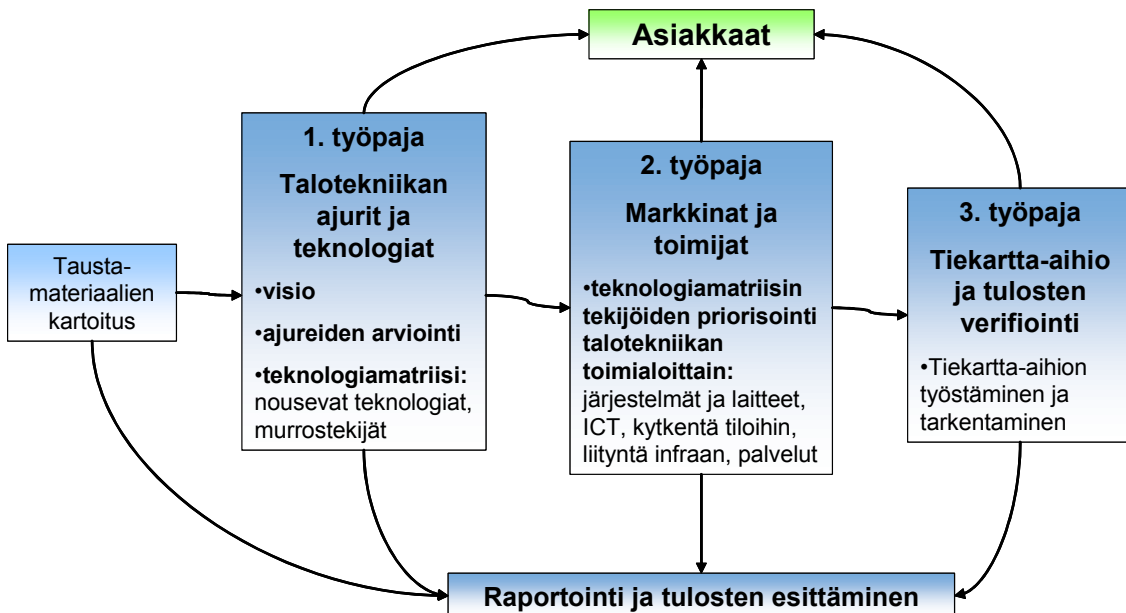 Asiakkaat
Tausta-
materiaalien
kartoitus
1. työpaja
Talotekniikan
ajurit ja
teknologiat
•visio
•ajureiden arviointi
•teknologiamatriisi:
nousevat teknologiat,
murrostekijät
2. työpaja
Markkinat ja
toimijat
•teknologiamatriisin
tekijöiden priorisointi
talotekniikan
toimialoittain:
järjestelmät ja laitteet,
ICT, kytkentä tiloihin,
liityntä infraan, palvelut
3. työpaja
Tiekartta-aihio
ja tulosten
verifiointi
•Tiekartta-aihion
työstäminen ja
tarkentaminen
Raportointi ja tulosten esittäminen